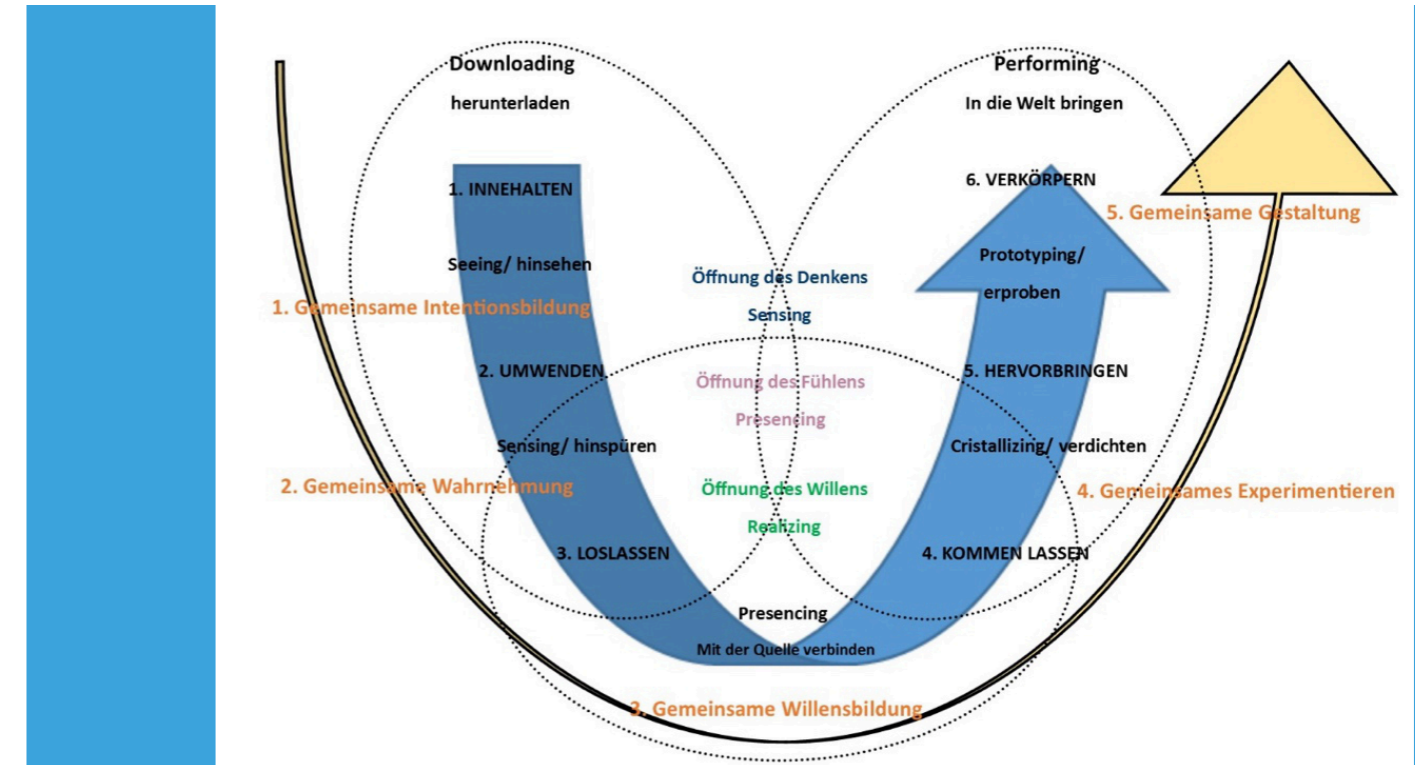 Downloading
herunterladen
Performing
In die Welt bringen
1. INNEHALTEN
6. VERKÖRPERN
5. Gemeinsame Gestaltung
Seeing/ hinsehen
Prototyping/
erproben
Öffnung des Denkens
Sensing
1. Gemeinsame Intentionsbildung
2. UMWENDEN
Öffnung des Fühlens
Presencing
5. HERVORBRINGEN
Sensing/ hinspüren
Cristallizing/ verdichten
2. Gemeinsame Wahrnehmung
Öffnung des Willens
Realizing
4. Gemeinsames Experimentieren
3. LOSLASSEN
4. KOMMEN LASSEN
Presencing
Mit der Quelle verbinden
3. Gemeinsame Willensbildung